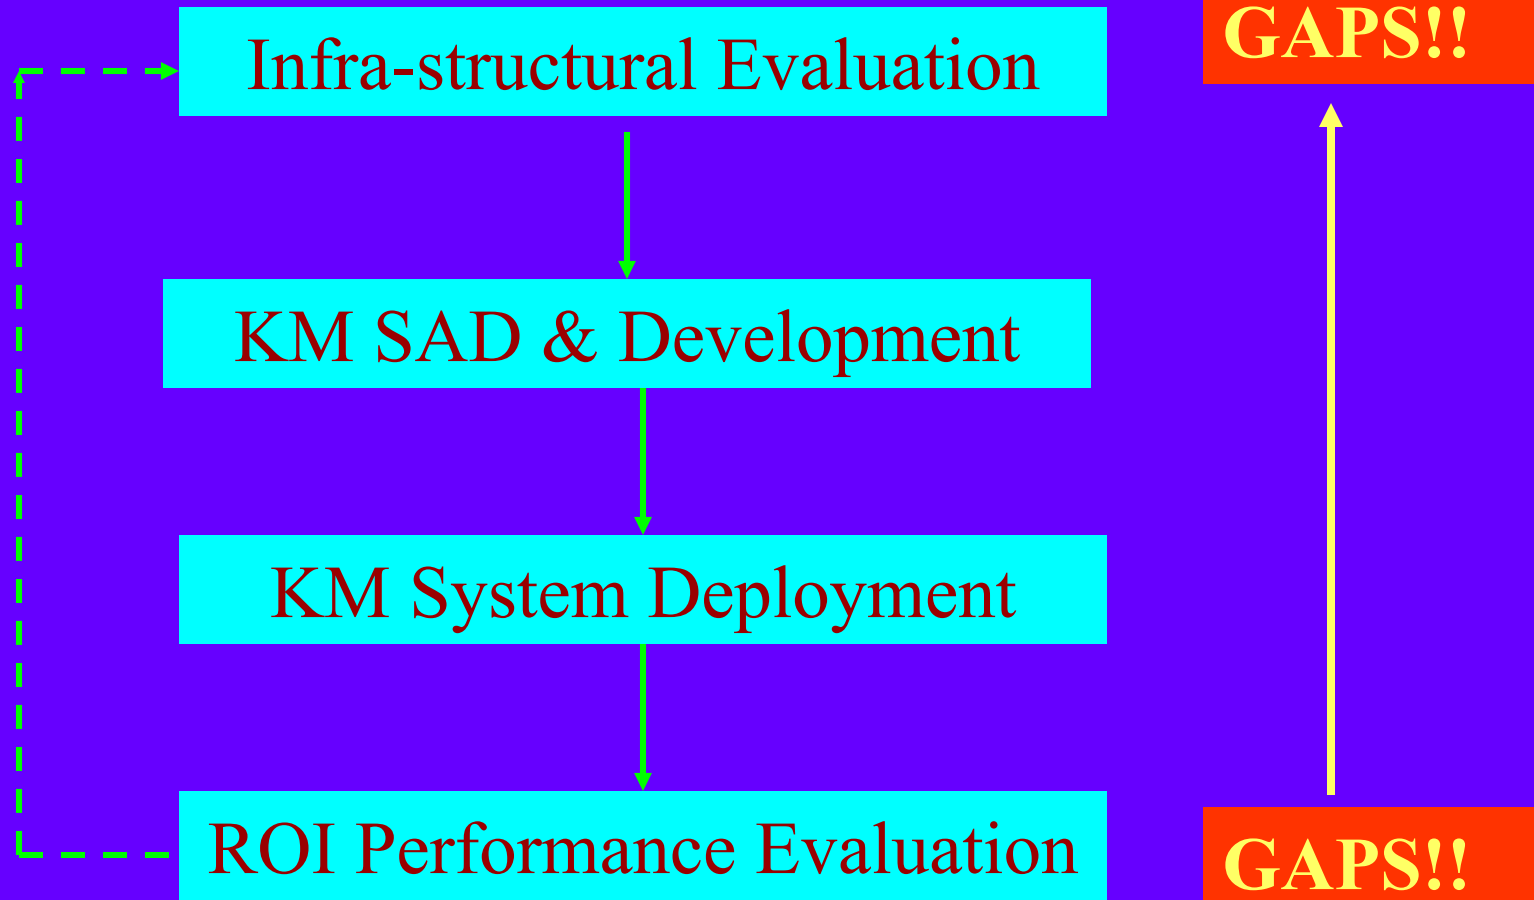 Infra-structural Evaluation
GAPS!!
KM SAD & Development
KM System Deployment
ROI Performance Evaluation
GAPS!!